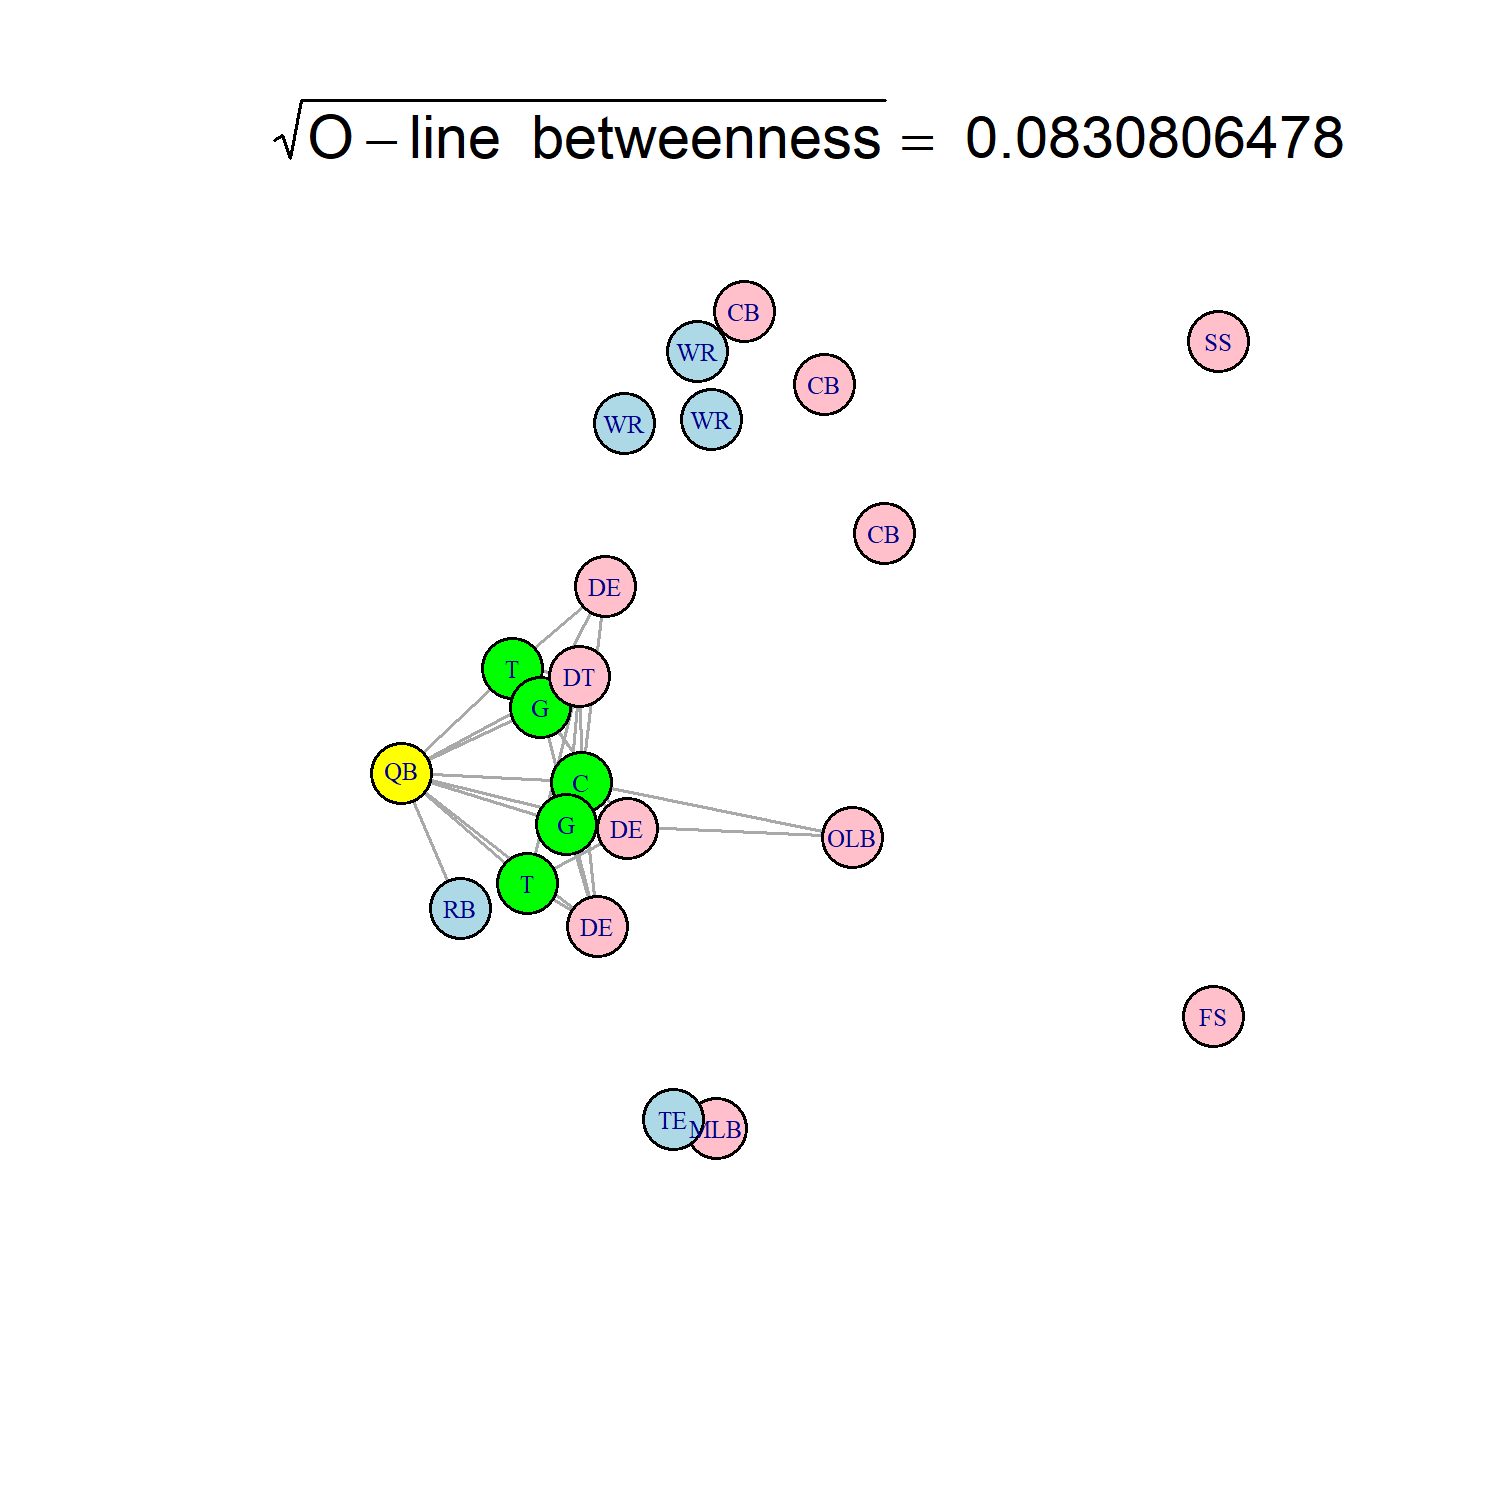 √O − line betweenness = 0.0830806478
CB
SS
WR
CB
WR
WR
CB
DE
T
DT
G
QB
C
G
DE
OLB
T
RB
DE
FS
TE
MLB